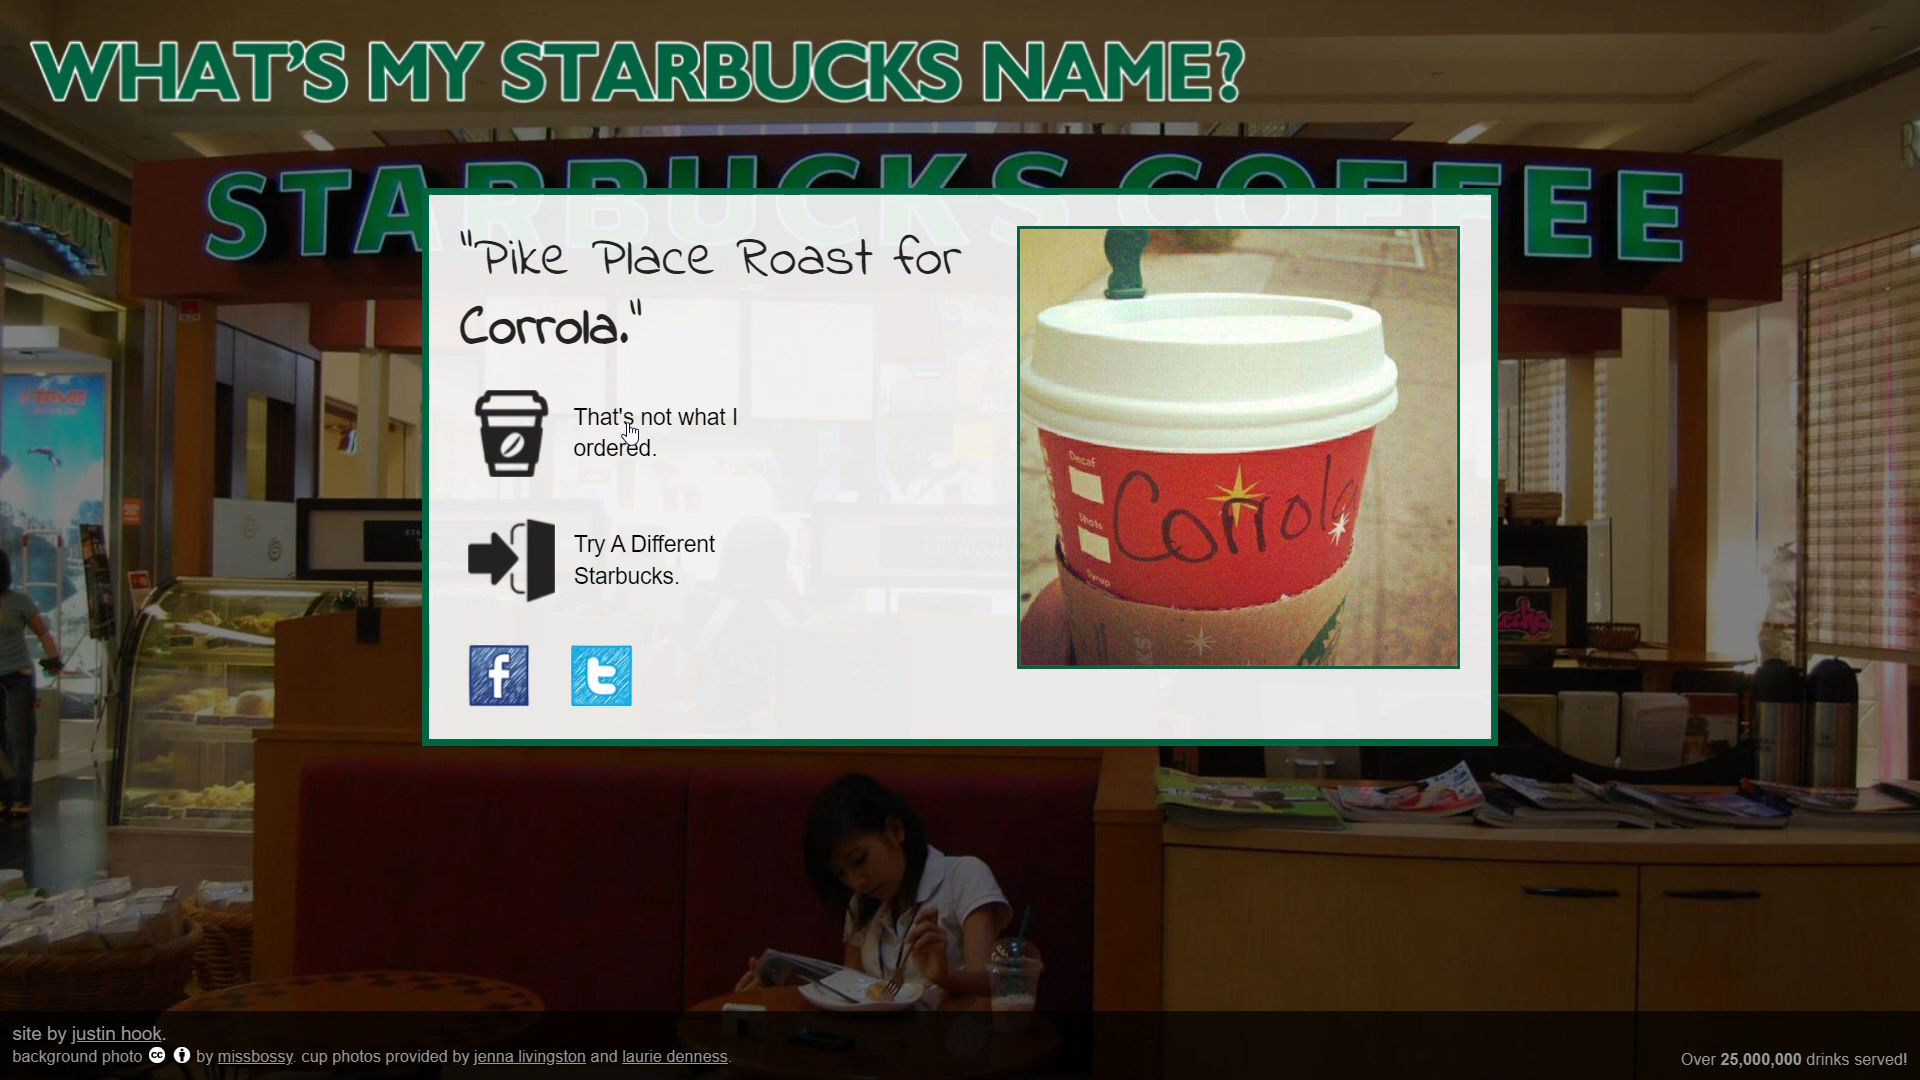 WHAT'S MY STARBUCKS NAME?
STARBUCKS COFFEE
"Pike Place Roast for
Corrola."
That's not what I
ordered.
Try A Different
Starbucks.
Decaf
Shots
Syrup
Corrola
AT HOME
site by justin hook.
background photo by missbossy. cup photos provided by jenna livingston and laurie denness.
Over 25,000,000 drinks served!